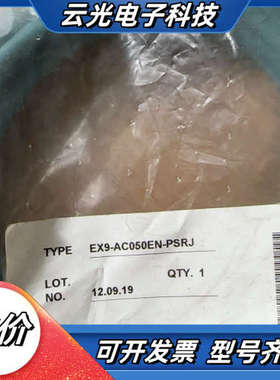 云光电子科技
TYPE EX9-AC050EN-PSRJ
LOT. QTY. 1
NO. 12.09.19
价
可开发票 型号齐